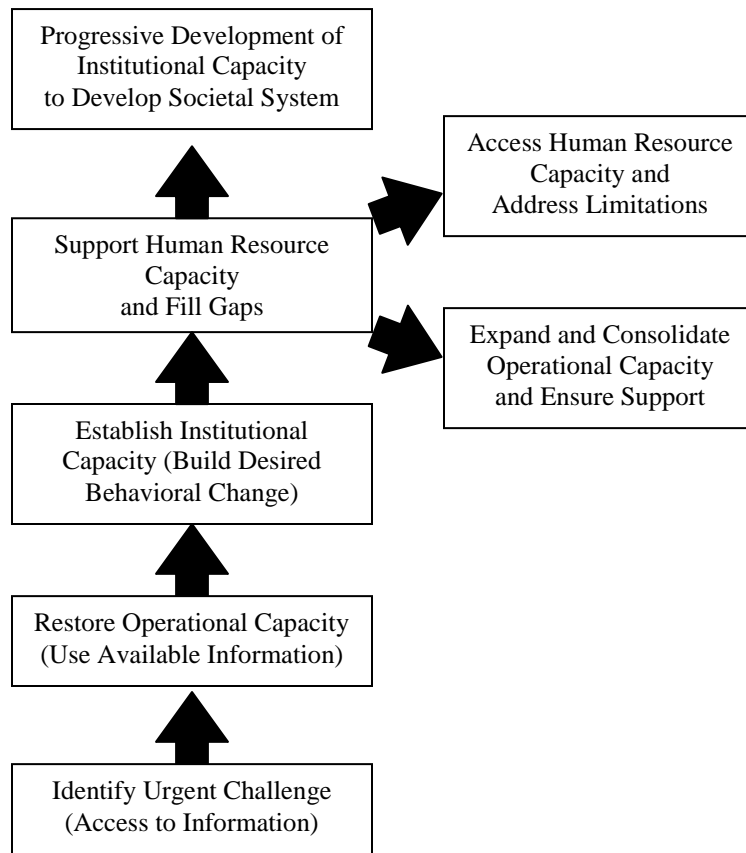 Progressive Development of
Institutional Capacity
to Develop Societal System
Access Human Resource
Capacity and
Address Limitations
Support Human Resource
Capacity
and Fill Gaps
Expand and Consolidate
Operational Capacity
and Ensure Support
Establish Institutional
Capacity (Build Desired
Behavioral Change)
Restore Operational Capacity
(Use Available Information)
Identify Urgent Challenge
(Access to Information)